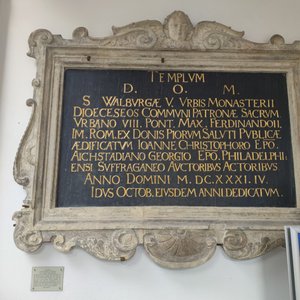 TEMPLVM
D. O. M.
S WALBVRGÆ V. VRBIS MONASTERII
DIOECESEOS COMMVNI PATRONÆ SACRVM
VRBANO VIII. PONT. MAX. FERDINANDO II.
IM. ROM. EX DONIS PIORVM SALVTI PVBLICÆ
ÆDIFICATVM IOANNE CHRISTOPHORO EPO.
AICHSTADIANO GEORGIO EPO. PHILADELPHI
ENSI SVFFRAGANEO AVCTORIBVS ACTORIBVS
ANNO DOMINI M.DC.XXXI.IV.
IDVS OCTOB. EIVSDEM ANNI DEDICATVM.